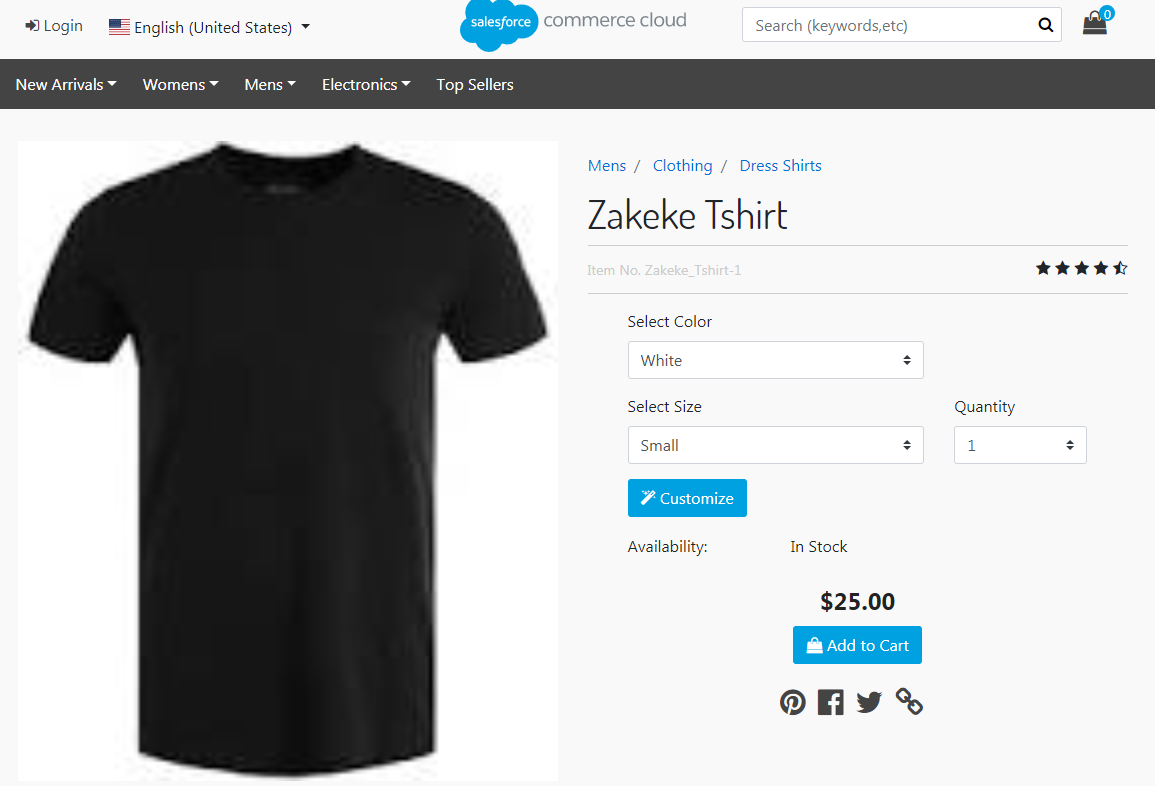 Login
English (United States)
salesforce
commerce cloud
Search (keywords,etc)
0
New Arrivals
Womens
Mens
Electronics
Top Sellers
Mens / Clothing / Dress Shirts
Zakeke Tshirt
Item No. Zakeke_Tshirt-1
Select Color
White
Select Size
Quantity
Small
1
Customize
Availability:
In Stock
$25.00
Add to Cart